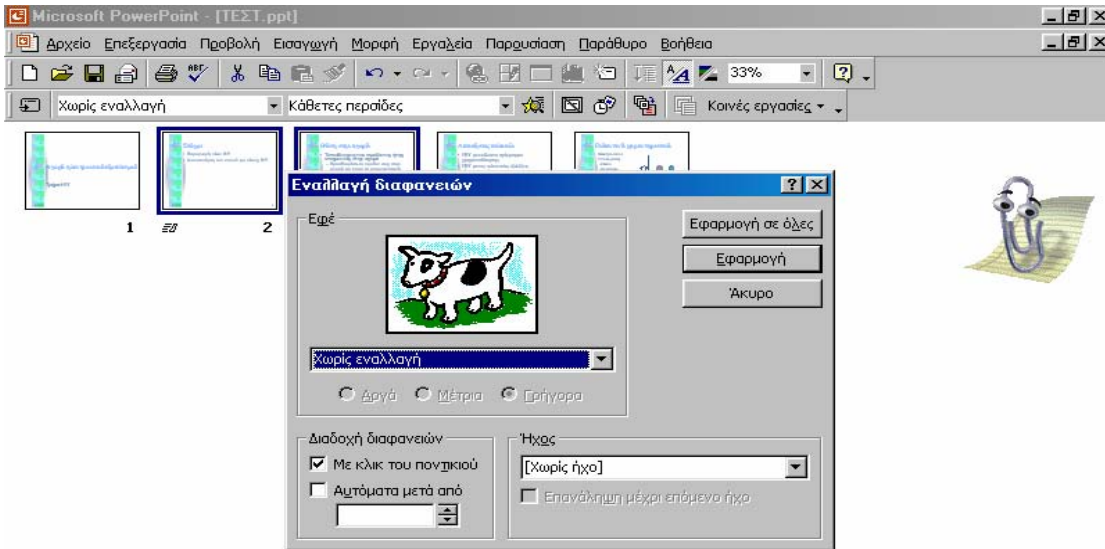 Microsoft PowerPoint - [ΤΕΣΤ.ppt]
Αρχείο Επεξεργασία Προβολή Εισαγωγή Μορφή Εργαλεία Παρουσίαση Παράθυρο Βοήθεια
33%
Χωρίς εναλλαγή Κάθετες περσίδες Κοινές εργασίες
1 2
Εναλλαγή διαφανειών
Εφέ
Εφαρμογή σε όλες
Εφαρμογή
Άκυρο
Χωρίς εναλλαγή
Αργά Μέτρια Γρήγορα
Διαδοχή διαφανειών
Με κλικ του ποντικιού
Αυτόματα μετά από
Ήχος
[Χωρίς ήχο]
Επανάληψη μέχρι επόμενο ήχο